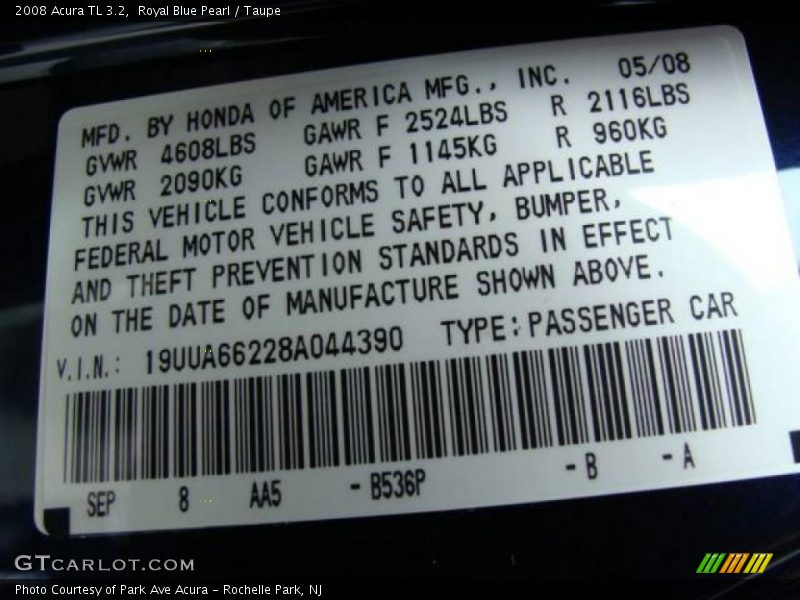 2008 Acura TL 3.2,  Royal Blue Pearl / Taupe
MFD. BY HONDA OF AMERICA MFG., INC. 05/08
GVWR 4608LBS GAWR F 2524LBS R 2116LBS
GVWR 2090KG GAWR F 1145KG R 960KG
THIS VEHICLE CONFORMS TO ALL APPLICABLE
FEDERAL MOTOR VEHICLE SAFETY, BUMPER,
AND THEFT PREVENTION STANDARDS IN EFFECT
ON THE DATE OF MANUFACTURE SHOWN ABOVE.
V.I.N.: 19UUA66228A044390 TYPE:PASSENGER CAR
SEP 8 AA5 -B536P -B -A
GTCARLOT.COM
Photo Courtesy of Park Ave Acura – Rochelle Park, NJ